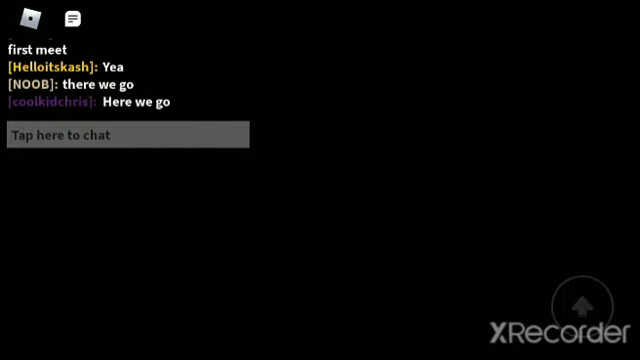 first meet
[Helloitskash]: Yea
[NOOB]: there we go
[coolkidchris]: Here we go
Tap here to chat
XRecorder